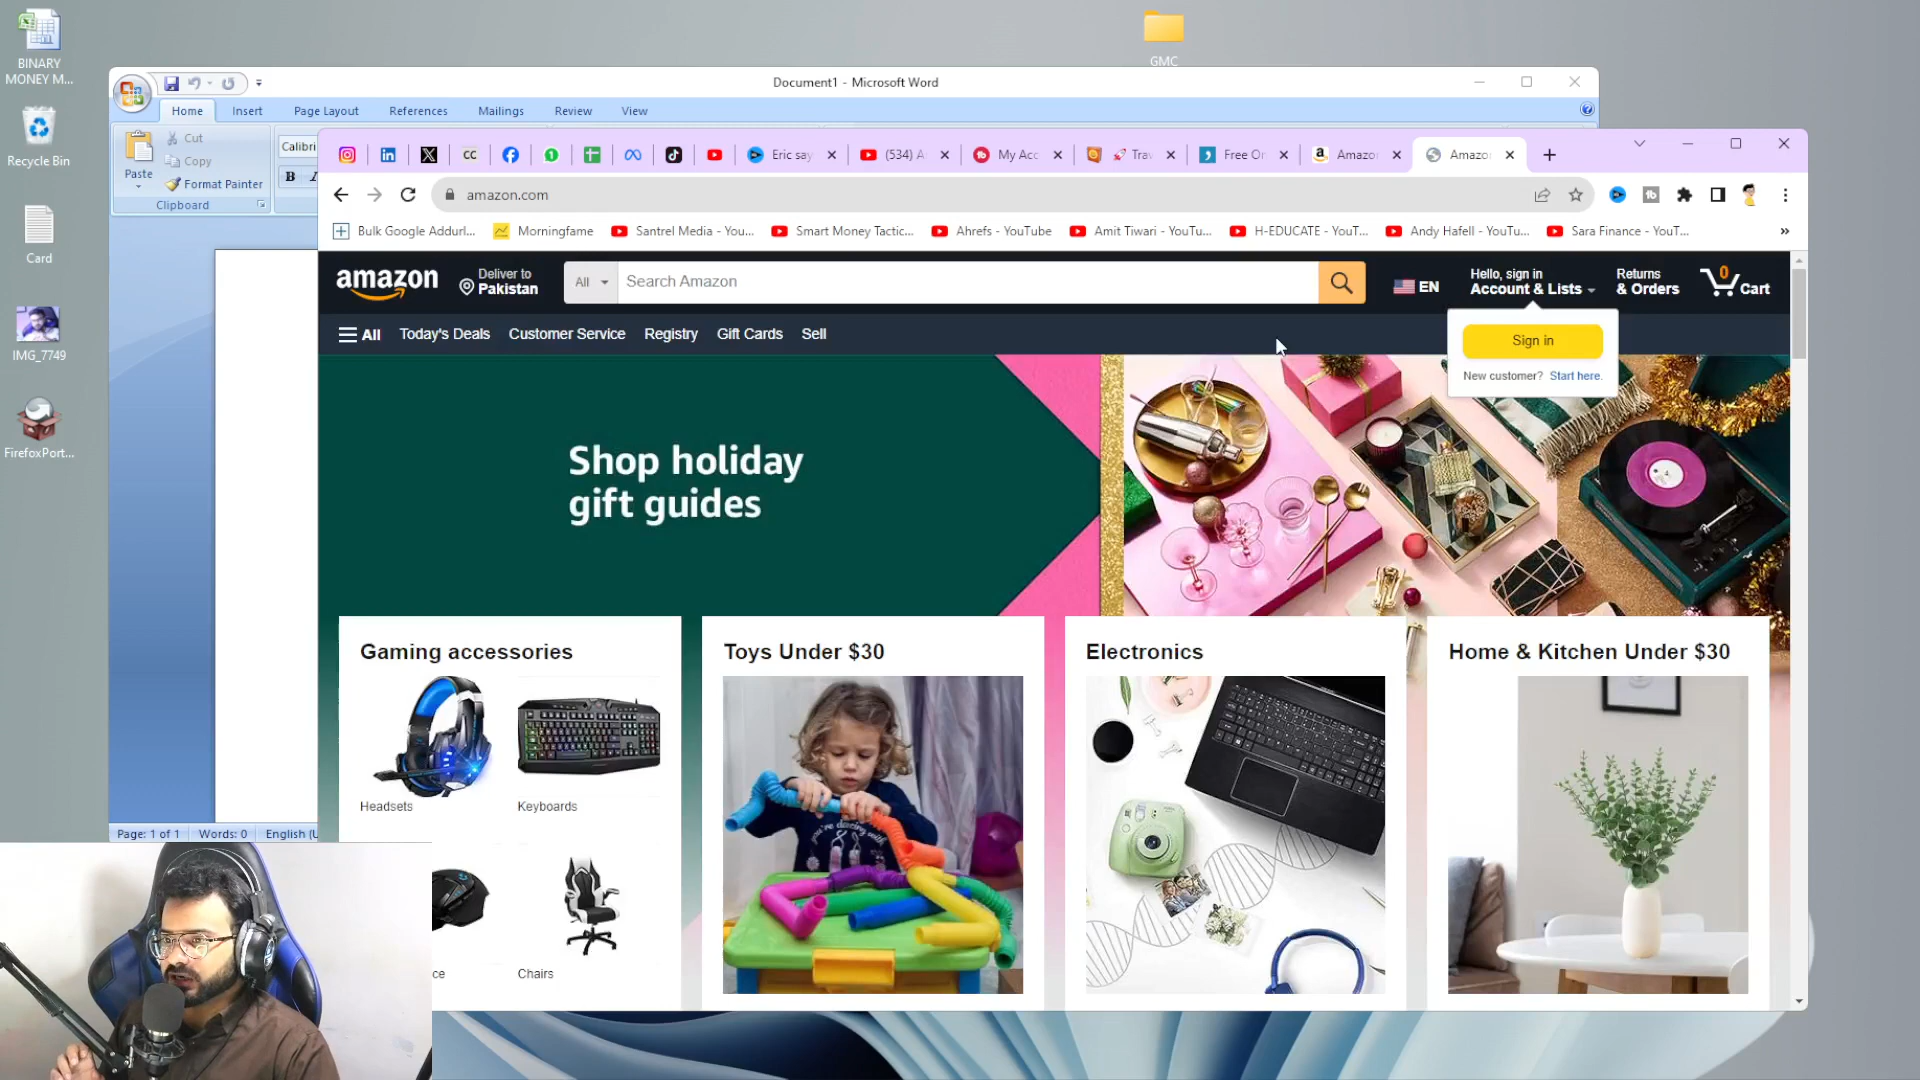 BINARY
MONEY M...
Recycle Bin
Card
IMG_7749
FirefoxPort...
GMC
Document1 - Microsoft Word
Home
Insert
Page Layout
References
Mailings
Review
View
Paste
Cut
Copy
Format Painter
Clipboard
Calibri
B
I
Page: 1 of 1
Words: 0
English (U
CC
Eric say
(534) A
My Acc
Trav
Free On
Amazon
Amazon
amazon.com
Bulk Google Addurl...
Morningfame
Santrel Media - You...
Smart Money Tactic...
Ahrefs - YouTube
Amit Tiwari - YouTu...
H-EDUCATE - YouT...
Andy Hafell - YouTu...
Sara Finance - YouT...
amazon
Deliver to
Pakistan
All
Search Amazon
EN
Hello, sign in
Account & Lists
Returns
& Orders
0
Cart
All
Today's Deals
Customer Service
Registry
Gift Cards
Sell
Sign in
New customer? Start here.
Shop holiday
gift guides
Gaming accessories
Headsets
Keyboards
ce
Chairs
Toys Under $30
Electronics
Home & Kitchen Under $30